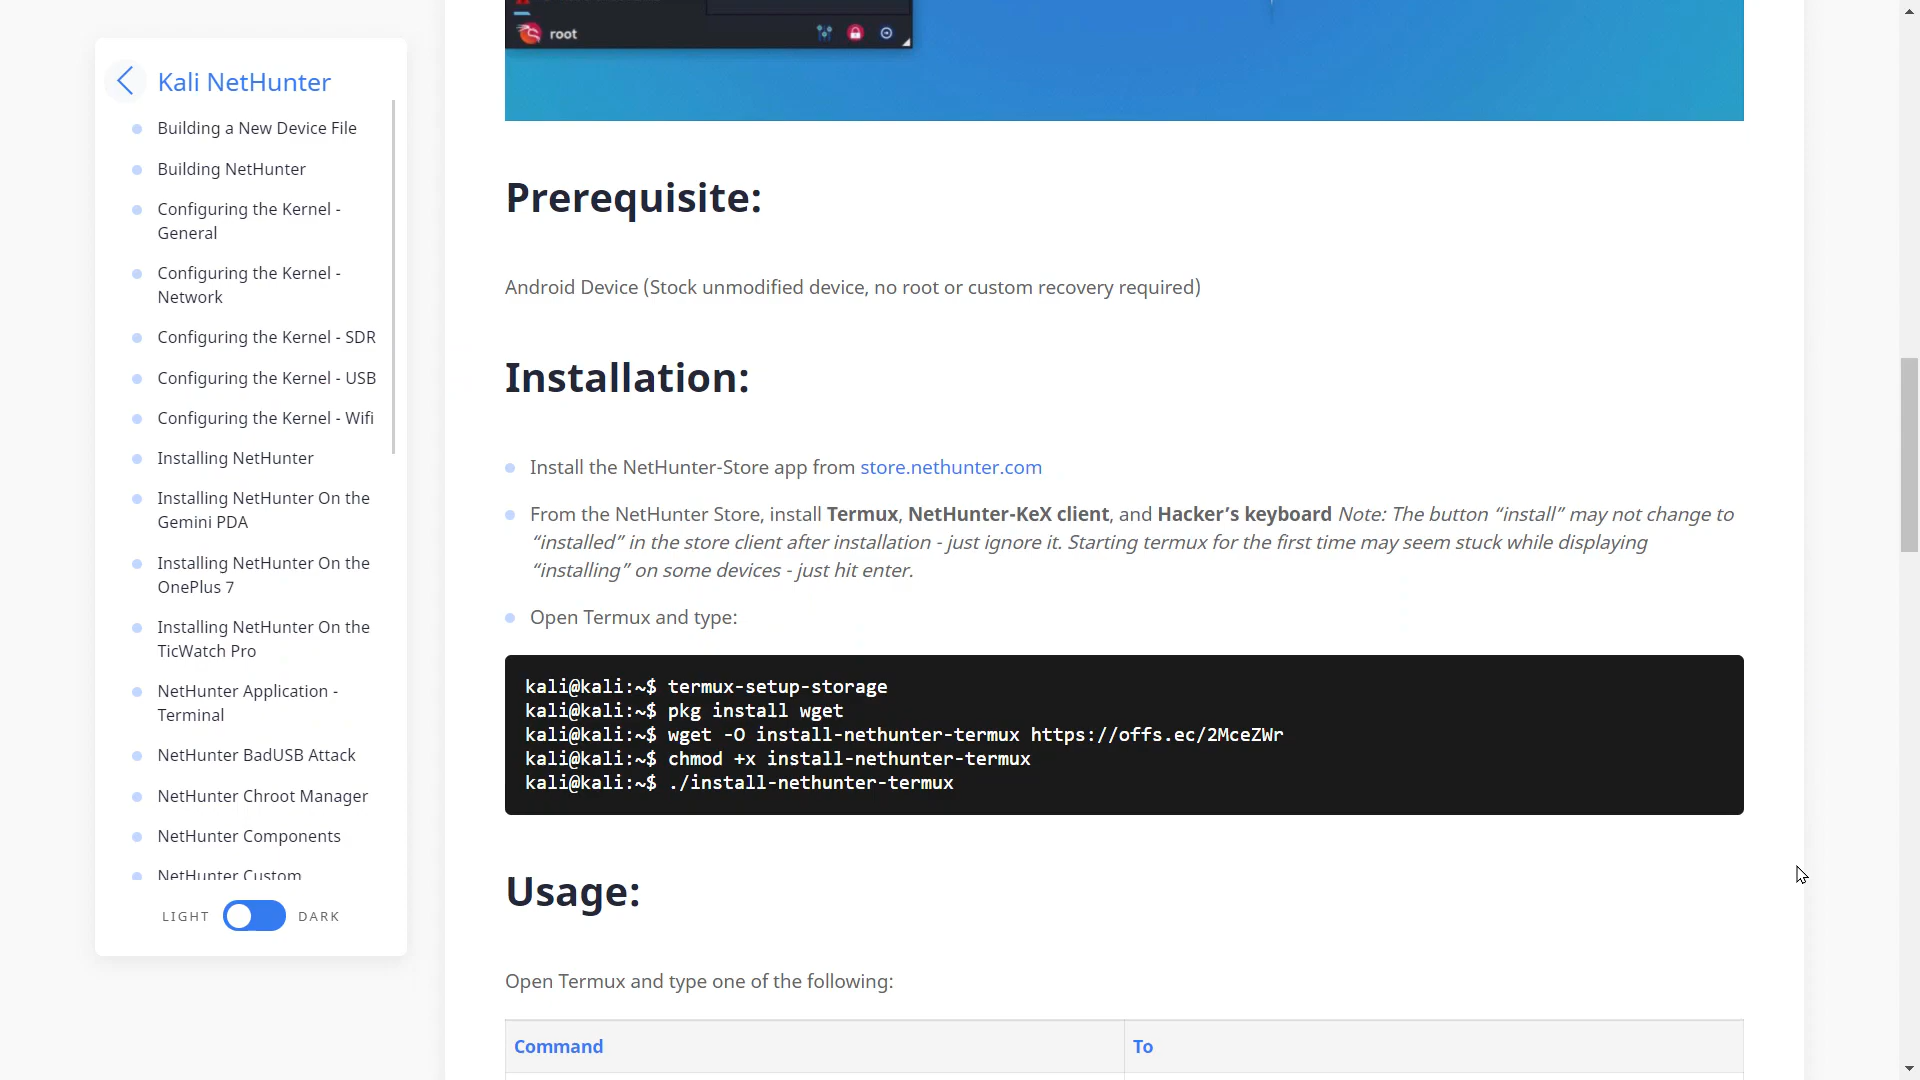 root
Kali NetHunter
Building a New Device File
Building NetHunter
Configuring the Kernel -
General
Configuring the Kernel -
Network
Configuring the Kernel - SDR
Configuring the Kernel - USB
Configuring the Kernel - Wifi
Installing NetHunter
Installing NetHunter On the
Gemini PDA
Installing NetHunter On the
OnePlus 7
Installing NetHunter On the
TicWatch Pro
NetHunter Application -
Terminal
NetHunter BadUSB Attack
NetHunter Chroot Manager
NetHunter Components
NetHunter Custom
LIGHT DARK
Prerequisite:
Android Device (Stock unmodified device, no root or custom recovery required)
Installation:
Install the NetHunter-Store app from store.nethunter.com
From the NetHunter Store, install Termux, NetHunter-KeX client, and Hacker’s keyboard Note: The button “install” may not change to
“installed” in the store client after installation - just ignore it. Starting termux for the first time may seem stuck while displaying
“installing” on some devices - just hit enter.
Open Termux and type:
kali@kali:~$ termux-setup-storage
kali@kali:~$ pkg install wget
kali@kali:~$ wget -O install-nethunter-termux https://offs.ec/2MceZWr
kali@kali:~$ chmod +x install-nethunter-termux
kali@kali:~$ ./install-nethunter-termux
Usage:
Open Termux and type one of the following:
Command To